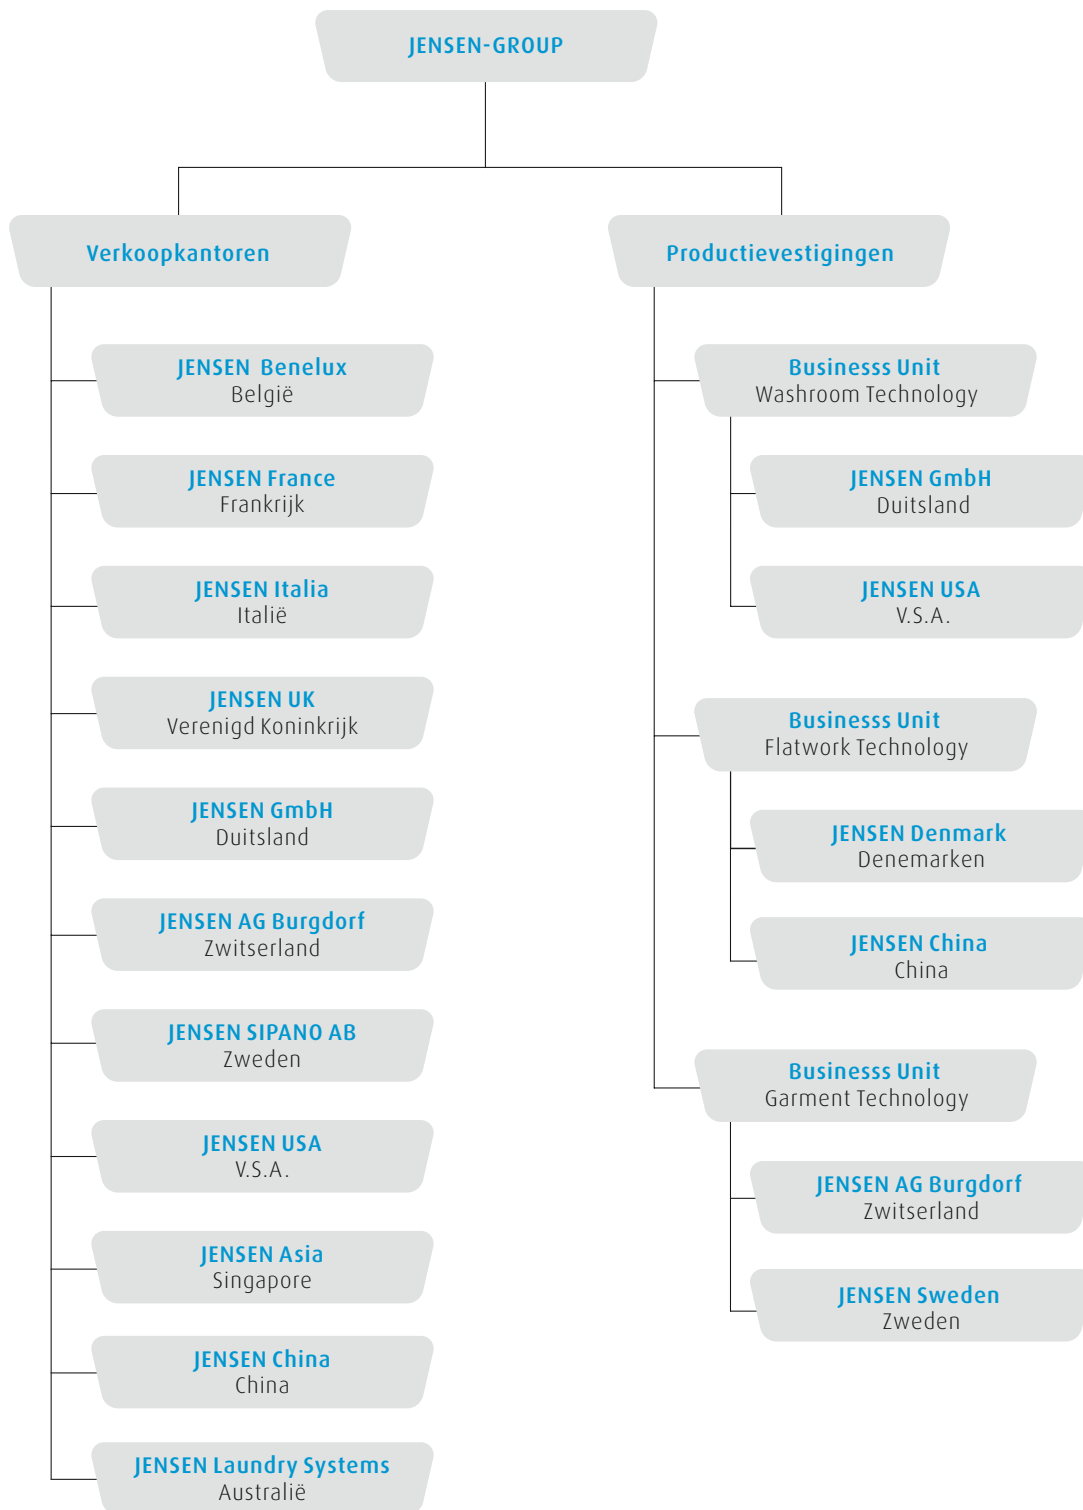 JENSEN-GROUP
Verkoopkantoren
JENSEN Benelux
België
JENSEN France
Frankrijk
JENSEN Italia
Italië
JENSEN UK
Verenigd Koninkrijk
JENSEN GmbH
Duitsland
JENSEN AG Burgdorf
Zwitserland
JENSEN SIPANO AB
Zweden
JENSEN USA
V.S.A.
JENSEN Asia
Singapore
JENSEN China
China
JENSEN Laundry Systems
Australië
Productievestigingen
Businesss Unit
Washroom Technology
JENSEN GmbH
Duitsland
JENSEN USA
V.S.A.
Businesss Unit
Flatwork Technology
JENSEN Denmark
Denemarken
JENSEN China
China
Businesss Unit
Garment Technology
JENSEN AG Burgdorf
Zwitserland
JENSEN Sweden
Zweden